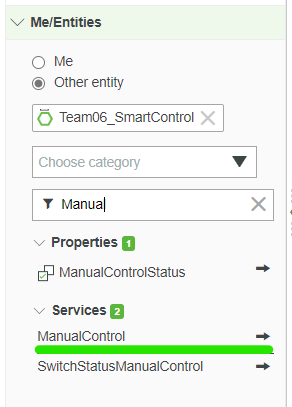 Me/Entities
Me
Other entity
Team06_SmartControl
Choose category
Manua
Properties 1
ManualControlStatus
Services 2
ManualControl
SwitchStatusManualControl